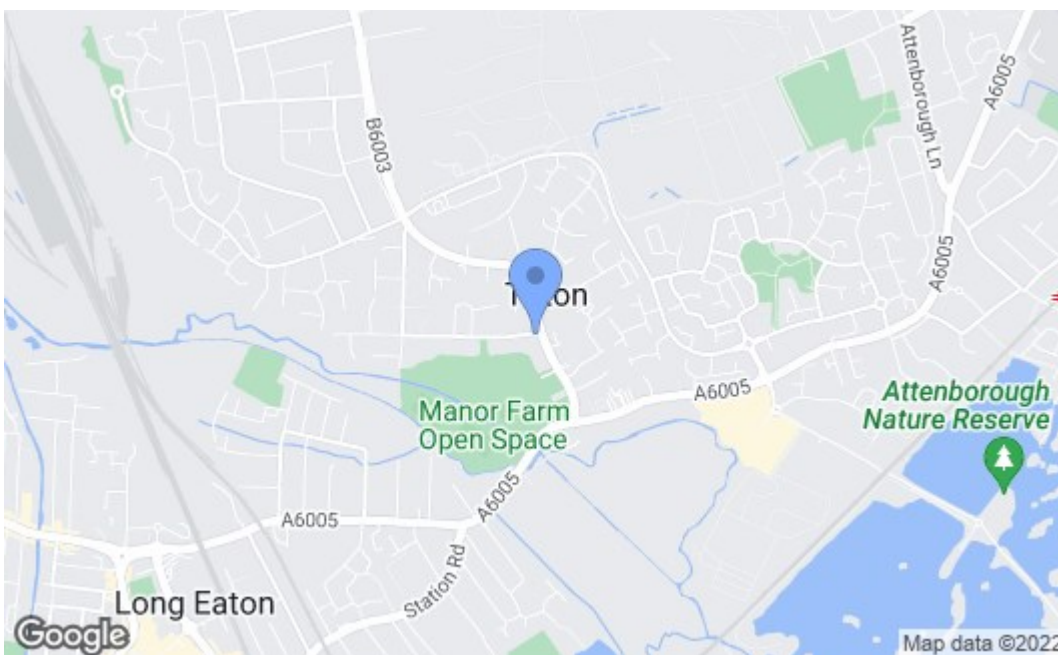 Attenborough Ln
A6005
B6003
A6005
Manor Farm
Open Space
A6005
Attenborough
Nature Reserve
A6005
A6005
Station Rd
Long Eaton
Google
Map data ©2022